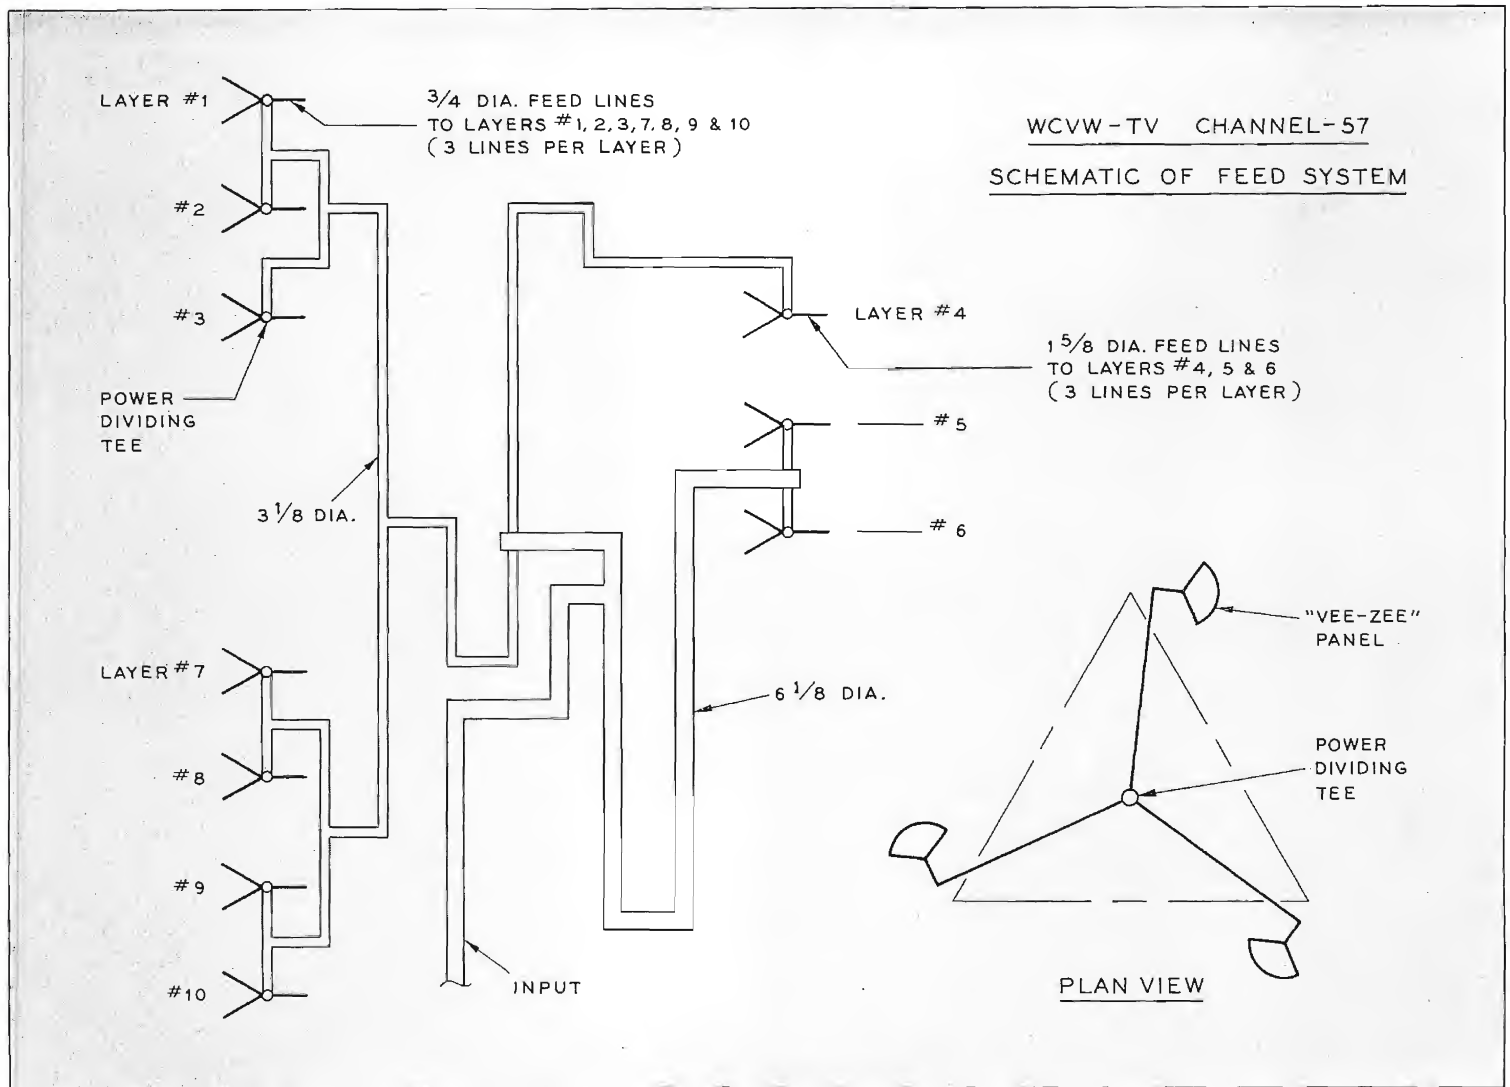 WCVW-TV CHANNEL-57
SCHEMATIC OF FEED SYSTEM
LAYER #1
3/4 DIA. FEED LINES
TO LAYERS #1, 2, 3, 7, 8, 9 & 10
(3 LINES PER LAYER)
#2
#3
POWER
DIVIDING
TEE
3 1/8 DIA.
LAYER #4
1 5/8 DIA. FEED LINES
TO LAYERS #4, 5 & 6
(3 LINES PER LAYER)
#5
#6
LAYER #7
#8
#9
#10
6 1/8 DIA.
INPUT
"VEE-ZEE"
PANEL
POWER
DIVIDING
TEE
PLAN VIEW